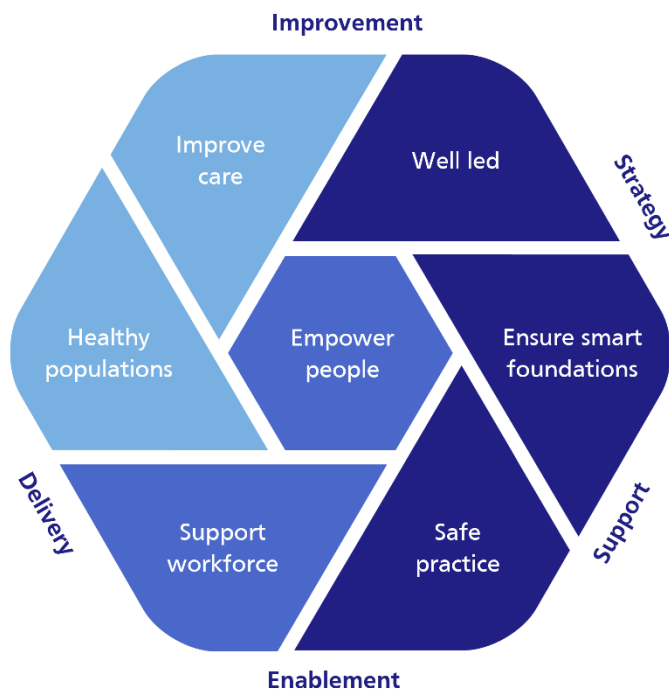 Improvement
Improve
care
Well led
Strategy
Healthy
populations
Empower
people
Ensure smart
foundations
Delivery
Support
workforce
Safe
practice
Support
Enablement